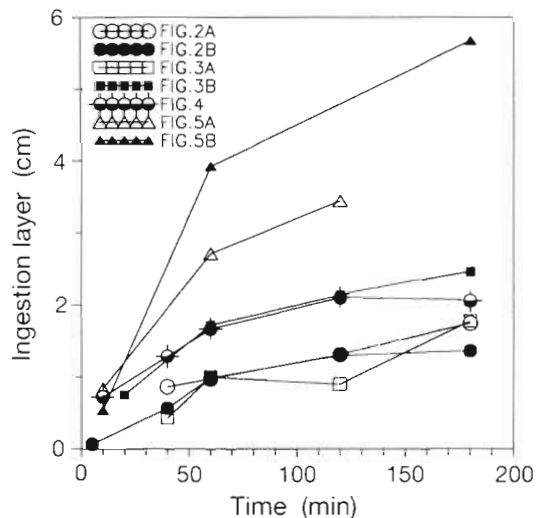 6
4
2
0
Ingestion layer (cm)
FIG.2A
FIG.2B
FIG.3A
FIG.3B
FIG.4
FIG.5A
FIG.5B
0 50 100 150 200
Time (min)